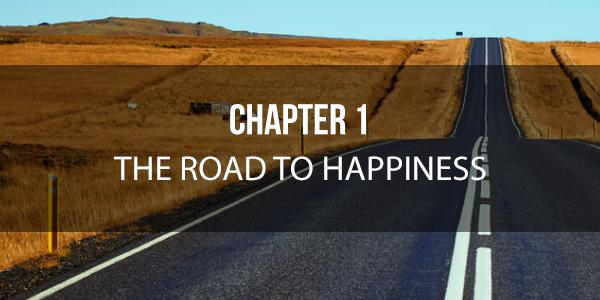 CHAPTER 1
THE ROAD TO HAPPINESS